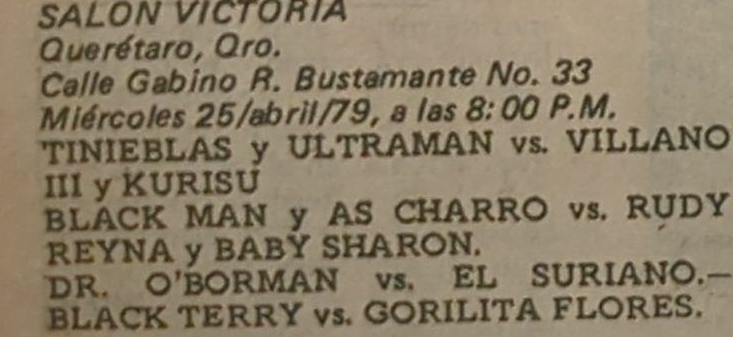 SALON VICTORIA
Querétaro, Qro.
Calle Gabino R. Bustamante No. 33
Miércoles 25/abril/79, a las 8:00 P.M.
TINIEBLAS y ULTRAMAN vs. VILLANO
III y KURISU
BLACK MAN y AS CHARRO vs. RUDY
REYNA y BABY SHARON.
DR. O'BORMAN vs. EL SURIANO.—
BLACK TERRY vs. GORILITA FLORES.